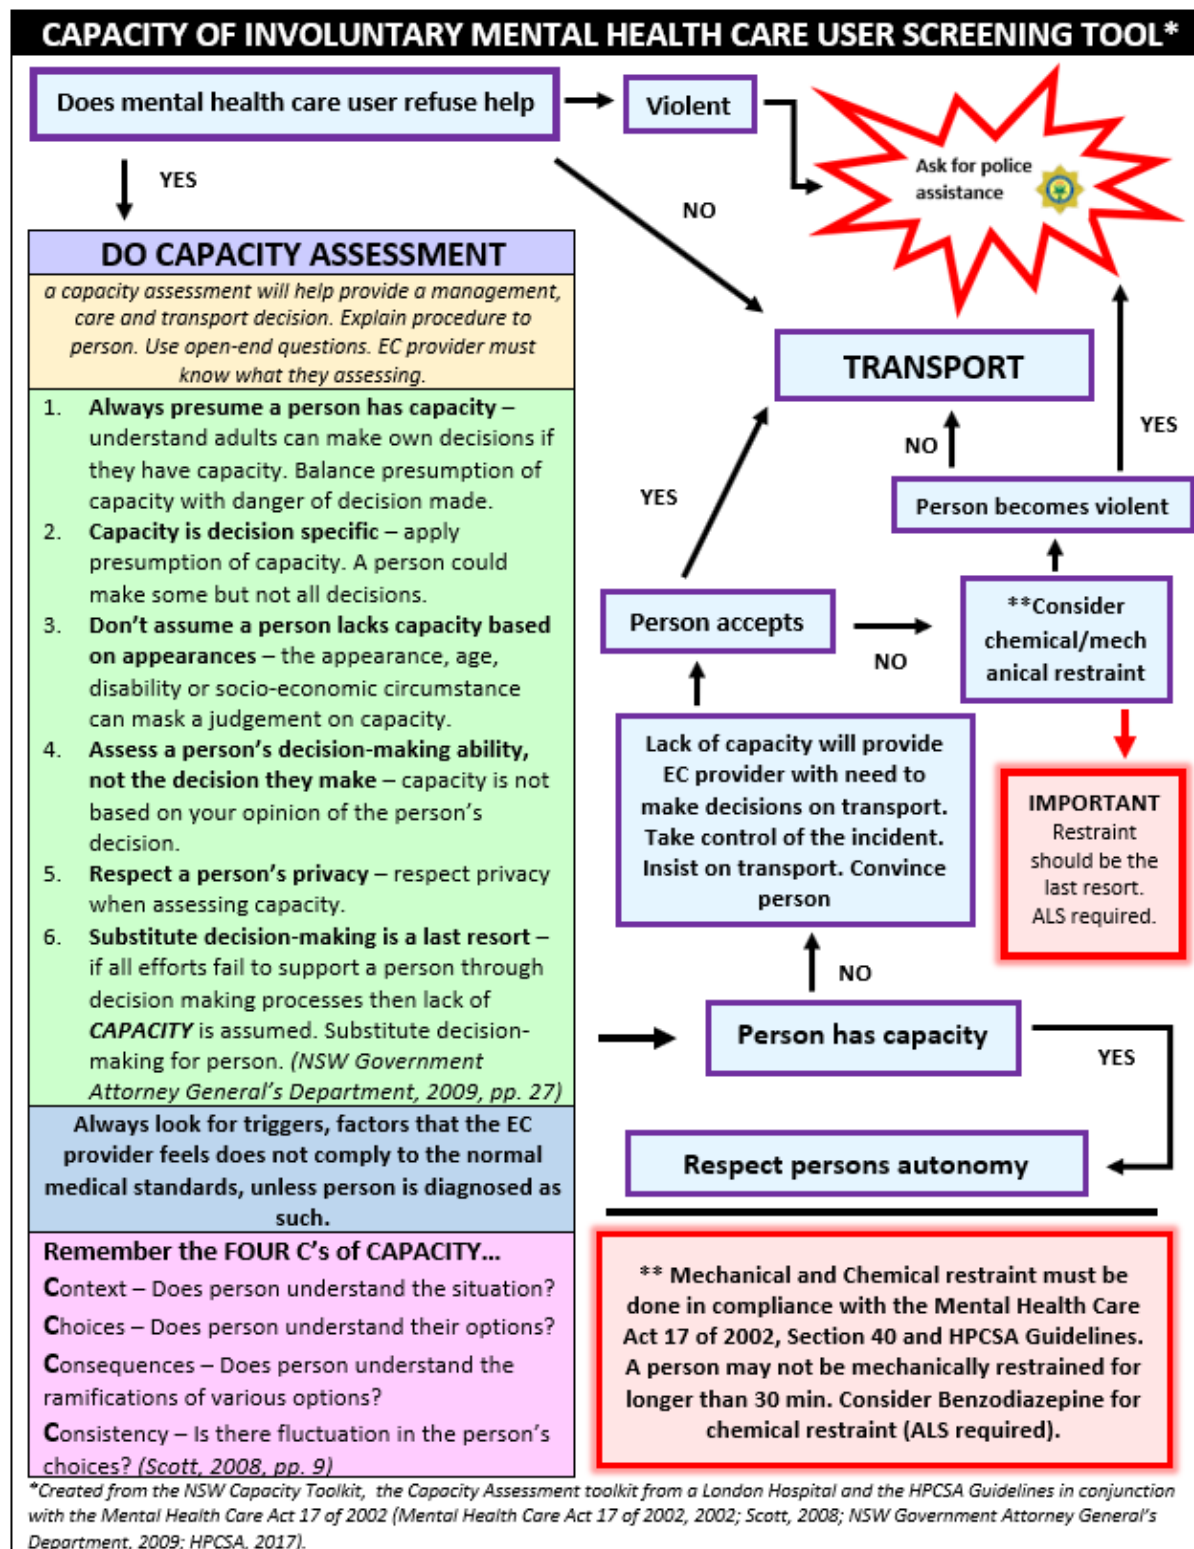 CAPACITY OF INVOLUNTARY MENTAL HEALTH CARE USER SCREENING TOOL*
Does mental health care user refuse help
Violent
Ask for police
assistance
YES
NO
DO CAPACITY ASSESSMENT
a capacity assessment will help provide a management,
care and transport decision. Explain procedure to
person. Use open-end questions. EC provider must
know what they assessing.
1. Always presume a person has capacity –
understand adults can make own decisions if
they have capacity. Balance presumption of
capacity with danger of decision made.
2. Capacity is decision specific – apply
presumption of capacity. A person could
make some but not all decisions.
3. Don't assume a person lacks capacity based
on appearances – the appearance, age,
disability or socio-economic circumstance
can mask a judgement on capacity.
4. Assess a person's decision-making ability,
not the decision they make – capacity is not
based on your opinion of the person's
decision.
5. Respect a person's privacy – respect privacy
when assessing capacity.
6. Substitute decision-making is a last resort –
if all efforts fail to support a person through
decision making processes then lack of
CAPACITY is assumed. Substitute decision-
making for person. (NSW Government
Attorney General's Department, 2009, pp. 27)
Always look for triggers, factors that the EC
provider feels does not comply to the normal
medical standards, unless person is diagnosed as
such.
Remember the FOUR C's of CAPACITY...
Context – Does person understand the situation?
Choices – Does person understand their options?
Consequences – Does person understand the
ramifications of various options?
Consistency – Is there fluctuation in the person's
choices? (Scott, 2008, pp. 9)
TRANSPORT
YES
NO
YES
Person becomes violent
Person accepts
NO
**Consider
chemical/mech
anical restraint
Lack of capacity will provide
EC provider with need to
make decisions on transport.
Take control of the incident.
Insist on transport. Convince
person
IMPORTANT
Restraint
should be the
last resort.
ALS required.
NO
Person has capacity
YES
Respect persons autonomy
** Mechanical and Chemical restraint must be
done in compliance with the Mental Health Care
Act 17 of 2002, Section 40 and HPCSA Guidelines.
A person may not be mechanically restrained for
longer than 30 min. Consider Benzodiazepine for
chemical restraint (ALS required).
*Created from the NSW Capacity Toolkit, the Capacity Assessment toolkit from a London Hospital and the HPCSA Guidelines in conjunction
with the Mental Health Care Act 17 of 2002 (Mental Health Care Act 17 of 2002, 2002; Scott, 2008; NSW Government Attorney General's
Department, 2009; HPCSA, 2017).